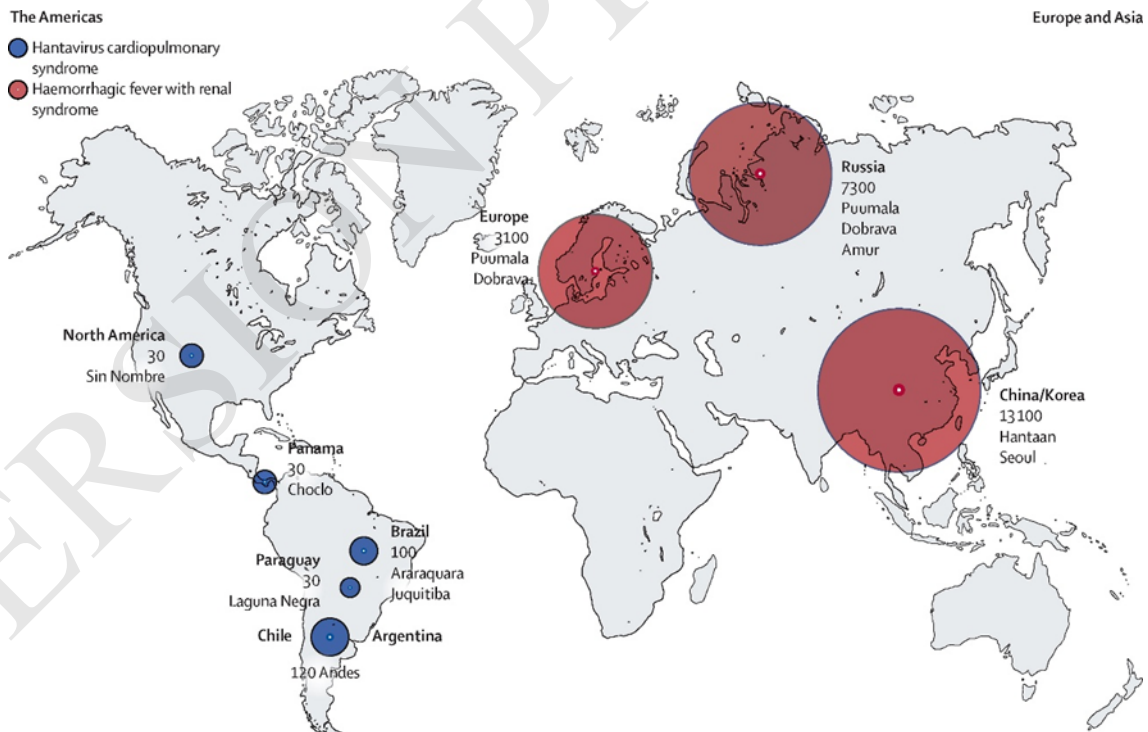 The Americas
Hantavirus cardiopulmonary
syndrome
Haemorrhagic fever with renal
syndrome
Europe and Asia
Russia
7300
Puumala
Dobrava
Amur
Europe
3100
Puumala
Dobrava
North America
30
Sin Nombre
China/Korea
13100
Hantaan
Seoul
Panama
30
Choclo
Brazil
100
Araraquara
Juquitiba
Paraguay
30
Laguna Negra
Chile
Argentina
120 Andes
ERSION P